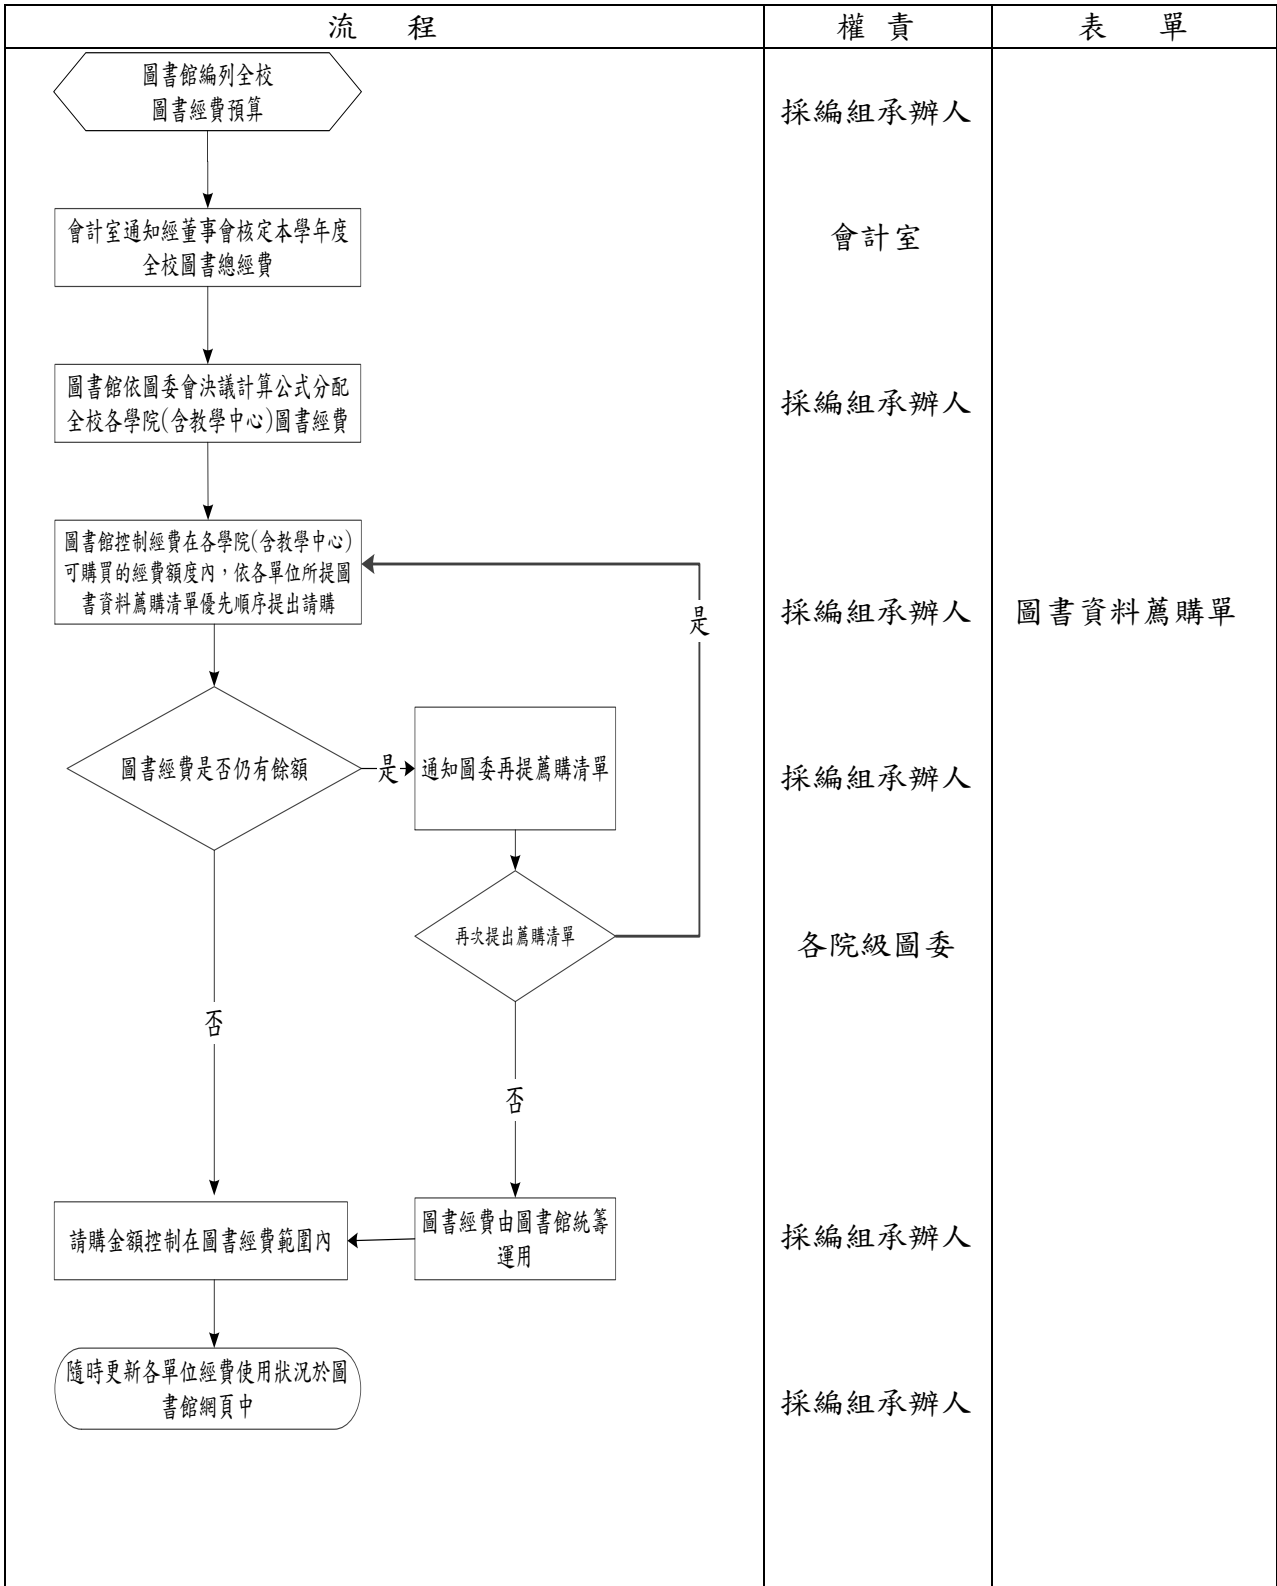 流程
權責
表單
圖書館編列全校
圖書經費預算
採編組承辦人
會計室通知經董事會核定本學年度
全校圖書總經費
會計室
圖書館依圖委會決議計算公式分配
全校各學院(含教學中心)圖書經費
採編組承辦人
圖書館控制經費在各學院(含教學中心)
可購買的經費額度內，依各單位所提圖
書資料薦購清單優先順序提出請購
是
採編組承辦人
圖書資料薦購單
圖書經費是否仍有餘額
是
通知圖委再提薦購清單
採編組承辦人
再次提出薦購清單
各院級圖委
否
否
請購金額控制在圖書經費範圍內
圖書經費由圖書館統籌
運用
採編組承辦人
隨時更新各單位經費使用狀況於圖
書館網頁中
採編組承辦人